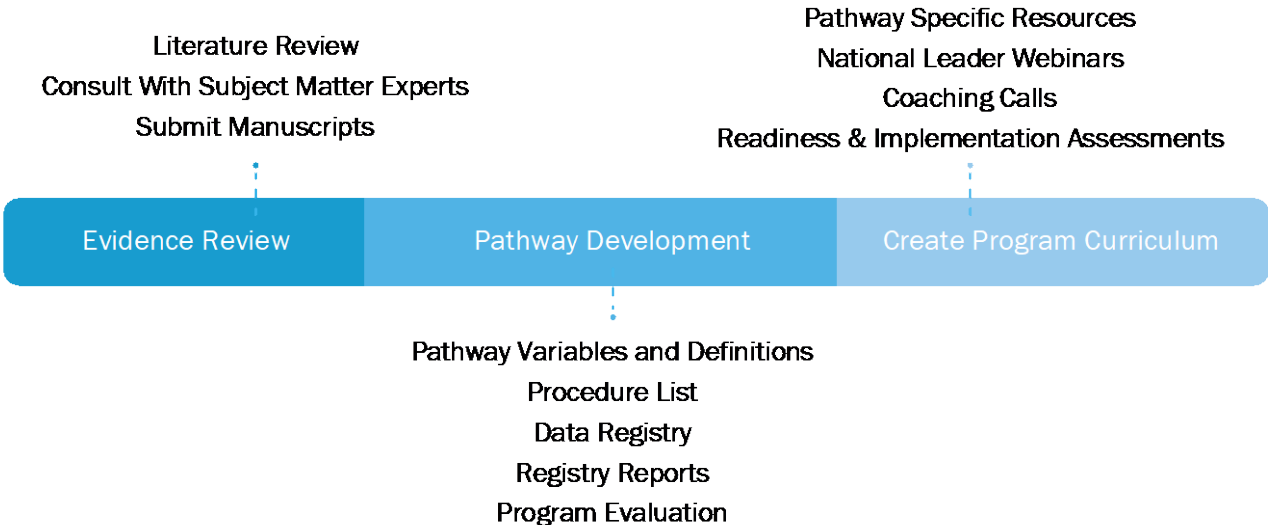 Literature Review
Consult With Subject Matter Experts
Submit Manuscripts
Pathway Specific Resources
National Leader Webinars
Coaching Calls
Readiness & Implementation Assessments
Evidence Review
Pathway Development
Create Program Curriculum
Pathway Variables and Definitions
Procedure List
Data Registry
Registry Reports
Program Evaluation